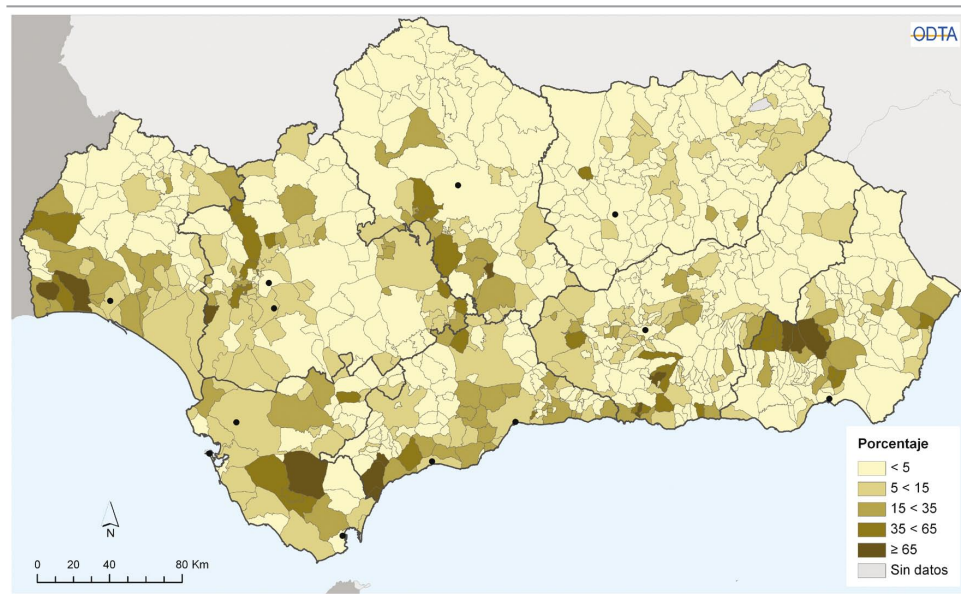 ODTA
Porcentaje
< 5
5 < 15
15 < 35
35 < 65
≥ 65
Sin datos
N
0 20 40 80 Km